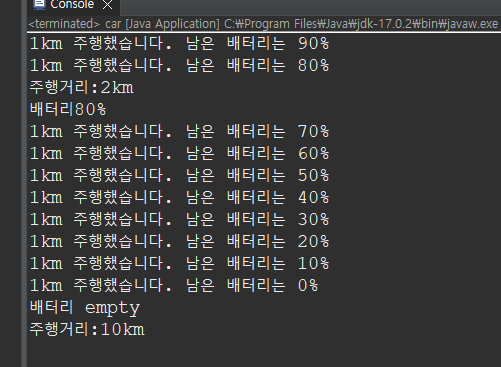 Console
<terminated> car [Java Application] C:₩Program Files₩Java₩jdk-17.0.2₩bin₩javaw.exe
1km 주행했습니다. 남은 배터리는 90%
1km 주행했습니다. 남은 배터리는 80%
주행거리:2km
배터리80%
1km 주행했습니다. 남은 배터리는 70%
1km 주행했습니다. 남은 배터리는 60%
1km 주행했습니다. 남은 배터리는 50%
1km 주행했습니다. 남은 배터리는 40%
1km 주행했습니다. 남은 배터리는 30%
1km 주행했습니다. 남은 배터리는 20%
1km 주행했습니다. 남은 배터리는 10%
1km 주행했습니다. 남은 배터리는 0%
배터리 empty
주행거리:10km